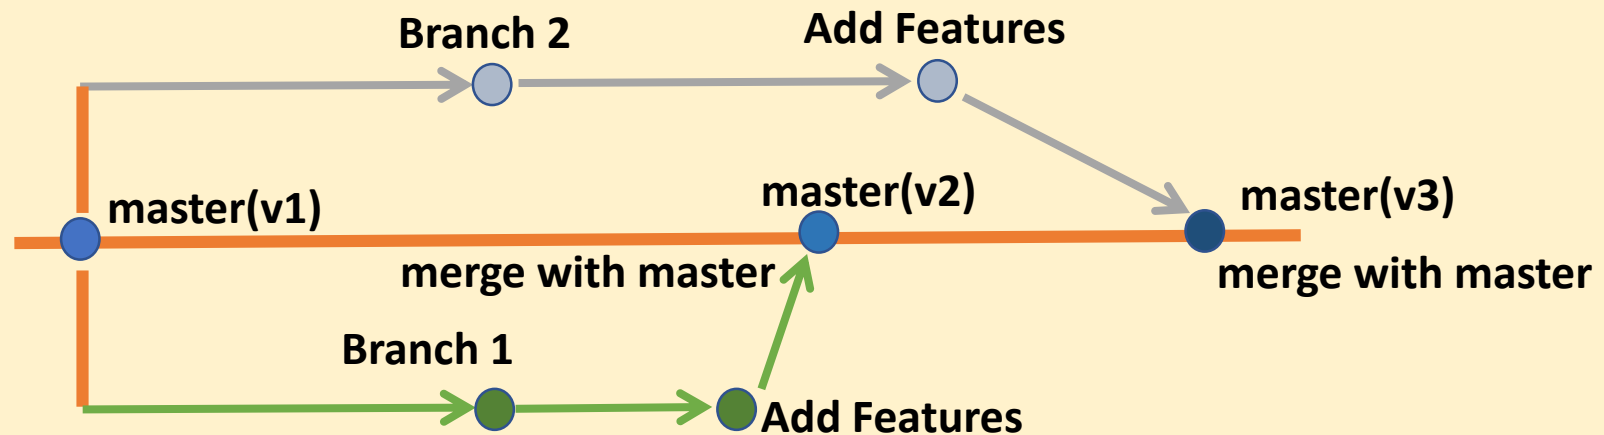 Branch 2
Add Features
master(v1)
master(v2)
master(v3)
merge with master
merge with master
Branch 1
Add Features